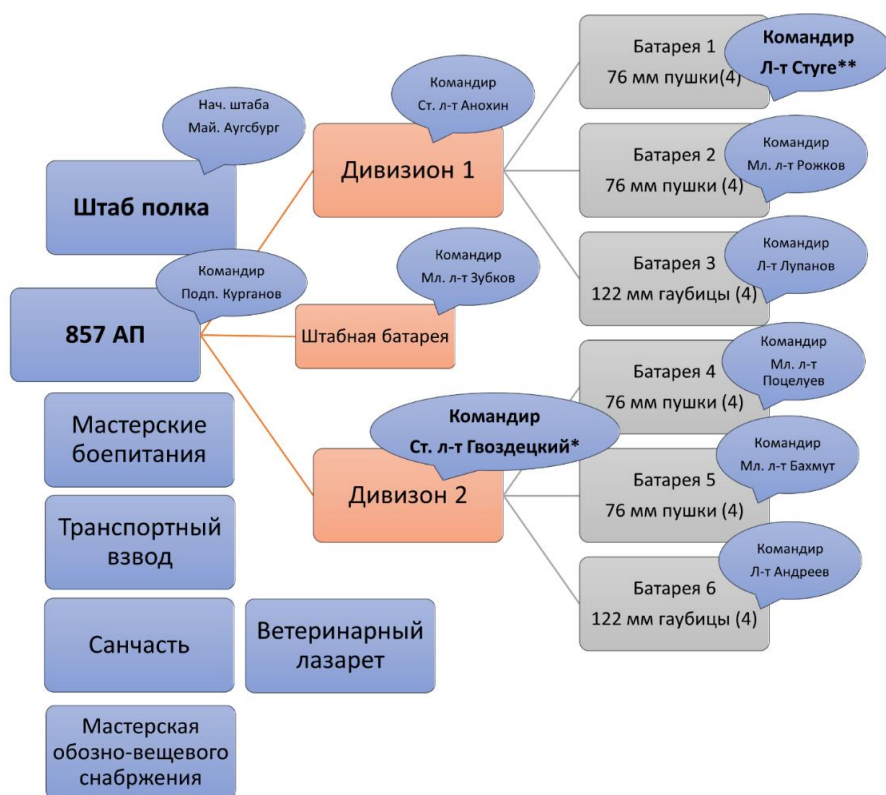 Нач. штаба
Май. Аугсбург
Штаб полка
Командир
Подп. Курганов
857 АП
Мастерские
боепитания
Транспортный
взвод
Санчасть
Ветеринарный
лазарет
Мастерская
обозно-вещевого
снабржения
Командир
Ст. л-т Анохин
Дивизион 1
Командир
Мл. л-т Зубков
Штабная батарея
Командир
Ст. л-т Гвоздецкий*
Дивизон 2
Батарея 1
76 мм пушки(4)
Командир
Л-т Стуге**
Батарея 2
76 мм пушки (4)
Командир
Мл. л-т Рожков
Батарея 3
122 мм гаубицы (4)
Командир
Л-т Лупанов
Батарея 4
76 мм пушки (4)
Командир
Мл. л-т
Поцелуев
Батарея 5
76 мм пушки (4)
Командир
Мл. л-т Бахмут
Батарея 6
122 мм гаубицы (4)
Командир
Л-т Андреев